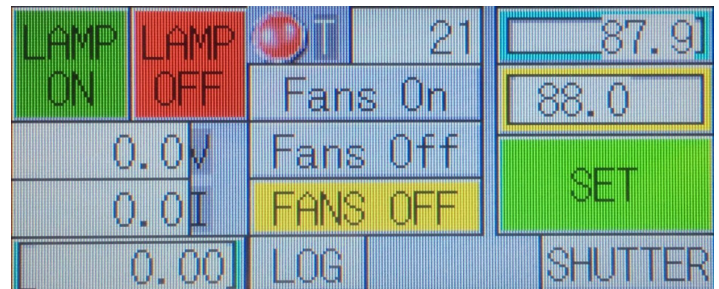 LAMP ON
LAMP OFF
T 21
87.9
Fans On
88.0
0.0V
Fans Off
SET
0.0I
FANS OFF
0.00
LOG
SHUTTER